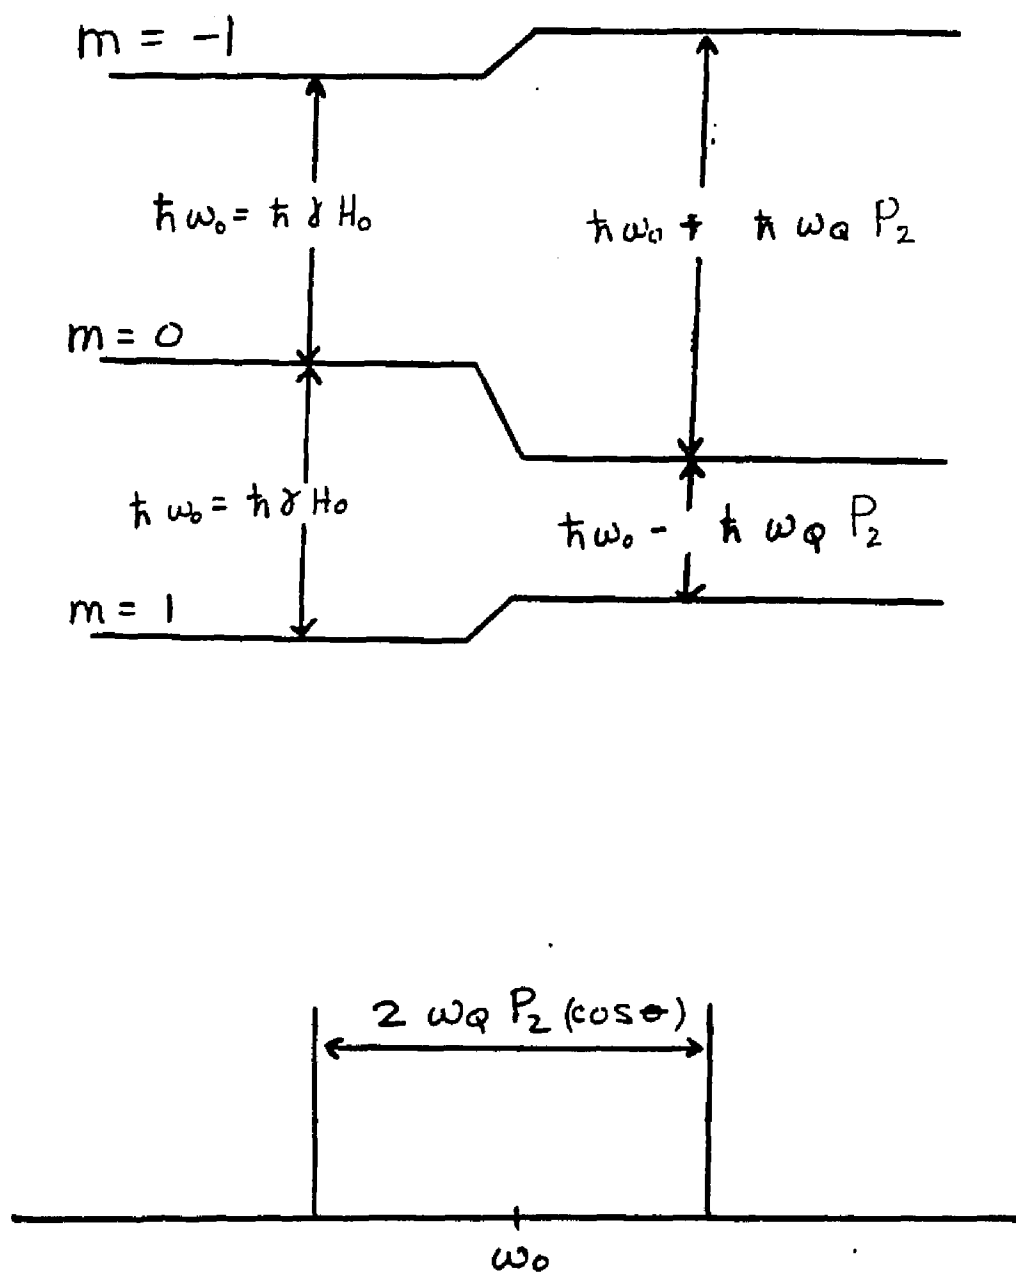 m = -1
ħω₀ = ħγH₀
ħω₀ + ħω_Q P₂
m = 0
ħω₀ = ħγH₀
ħω₀ - ħω_Q P₂
m = 1
2 ω_Q P₂ (cosθ)
ω₀